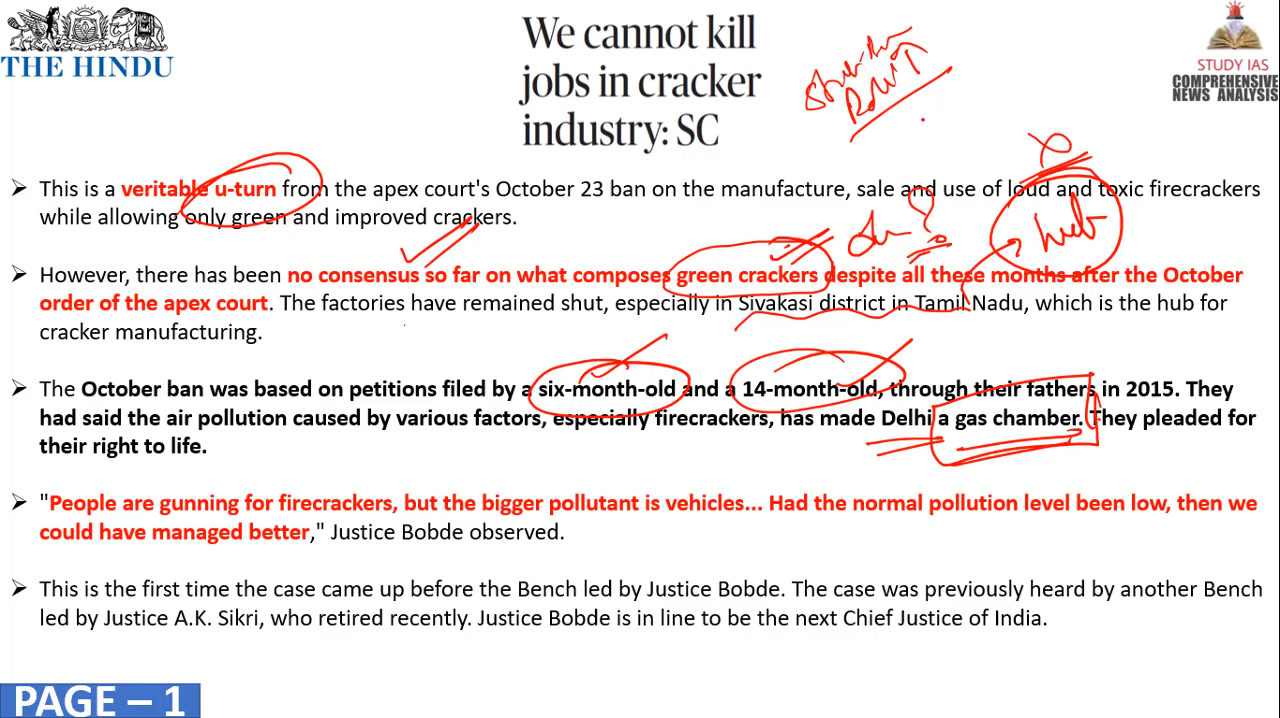 THE HINDU
We cannot kill
jobs in cracker
industry: SC
STUDY IAS
COMPREHENSIVE
NEWS ANALYSIS
➢ This is a veritable u-turn from the apex court's October 23 ban on the manufacture, sale and use of loud and toxic firecrackers
while allowing only green and improved crackers.
hub
➢ However, there has been no consensus so far on what composes green crackers despite all these months after the October
order of the apex court. The factories have remained shut, especially in Sivakasi district in Tamil Nadu, which is the hub for
cracker manufacturing.
➢ The October ban was based on petitions filed by a six-month-old and a 14-month-old, through their fathers in 2015. They
had said the air pollution caused by various factors, especially firecrackers, has made Delhi a gas chamber. They pleaded for
their right to life.
➢ "People are gunning for firecrackers, but the bigger pollutant is vehicles... Had the normal pollution level been low, then we
could have managed better," Justice Bobde observed.
➢ This is the first time the case came up before the Bench led by Justice Bobde. The case was previously heard by another Bench
led by Justice A.K. Sikri, who retired recently. Justice Bobde is in line to be the next Chief Justice of India.
PAGE – 1